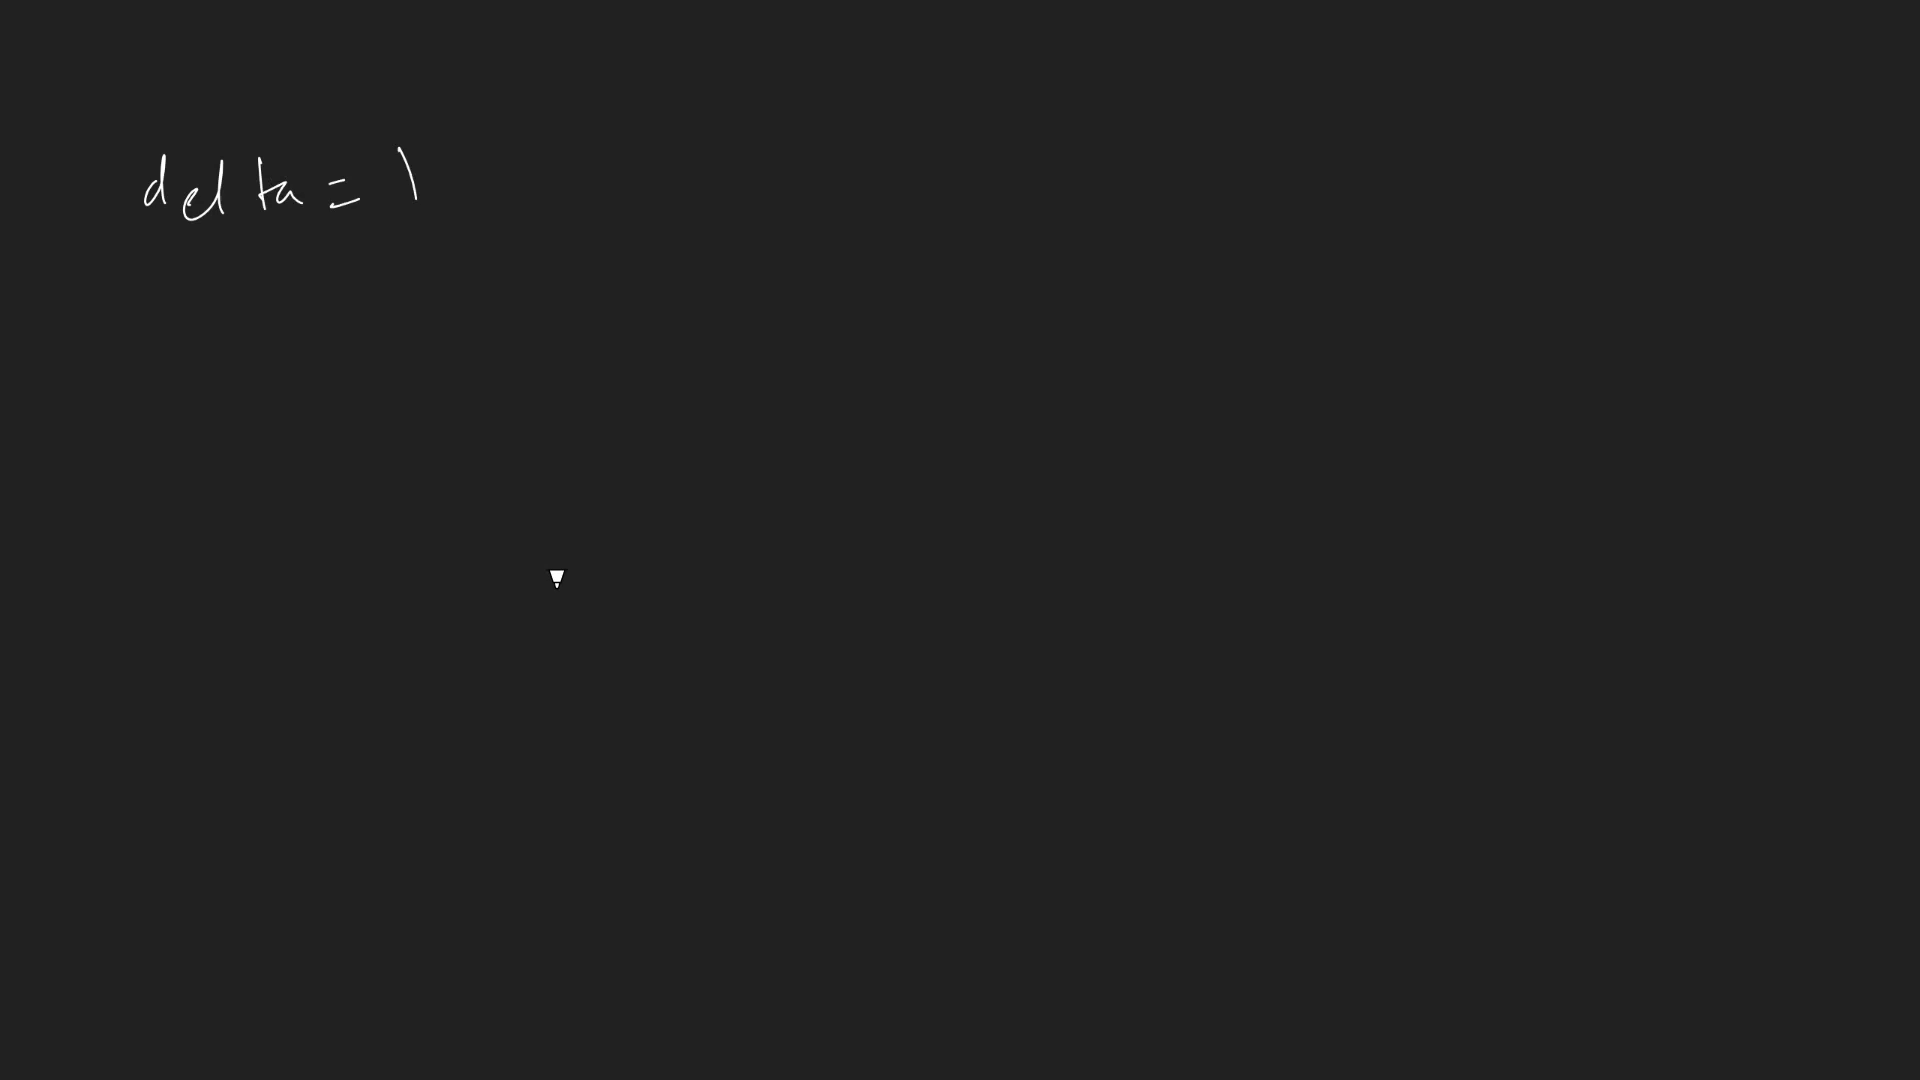 delta = 1